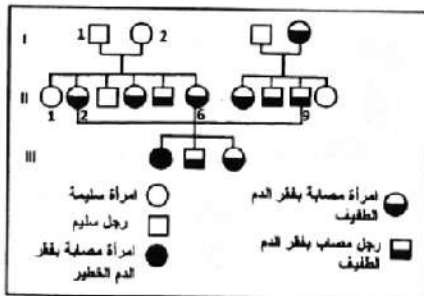 I
1
2
II
1
2
6
9
III
امرأة سليمة
رجل سليم
امرأة مصابة بفقر
الدم الخطير
امرأة مصابة بفقر الدم
الطفيف
رجل مصاب بفقر الدم
الطفيف